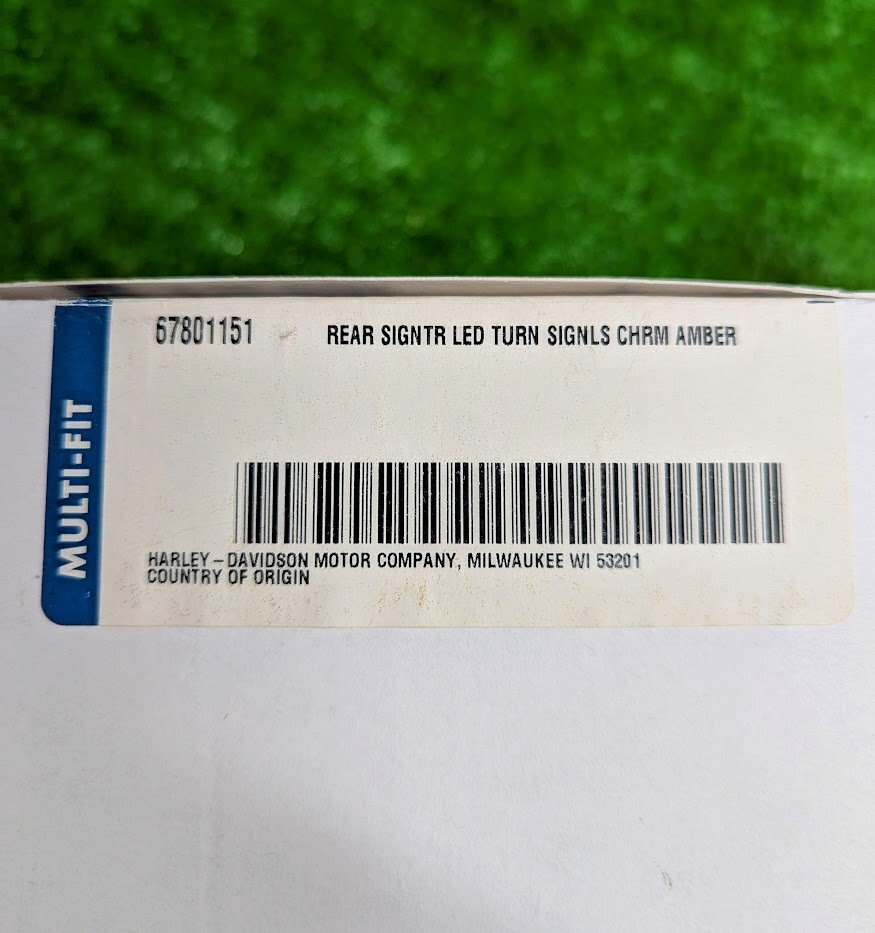 67801151 REAR SIGNTR LED TURN SIGNLS CHRM AMBER
MULTI-FIT
HARLEY-DAVIDSON MOTOR COMPANY, MILWAUKEE WI 53201
COUNTRY OF ORIGIN